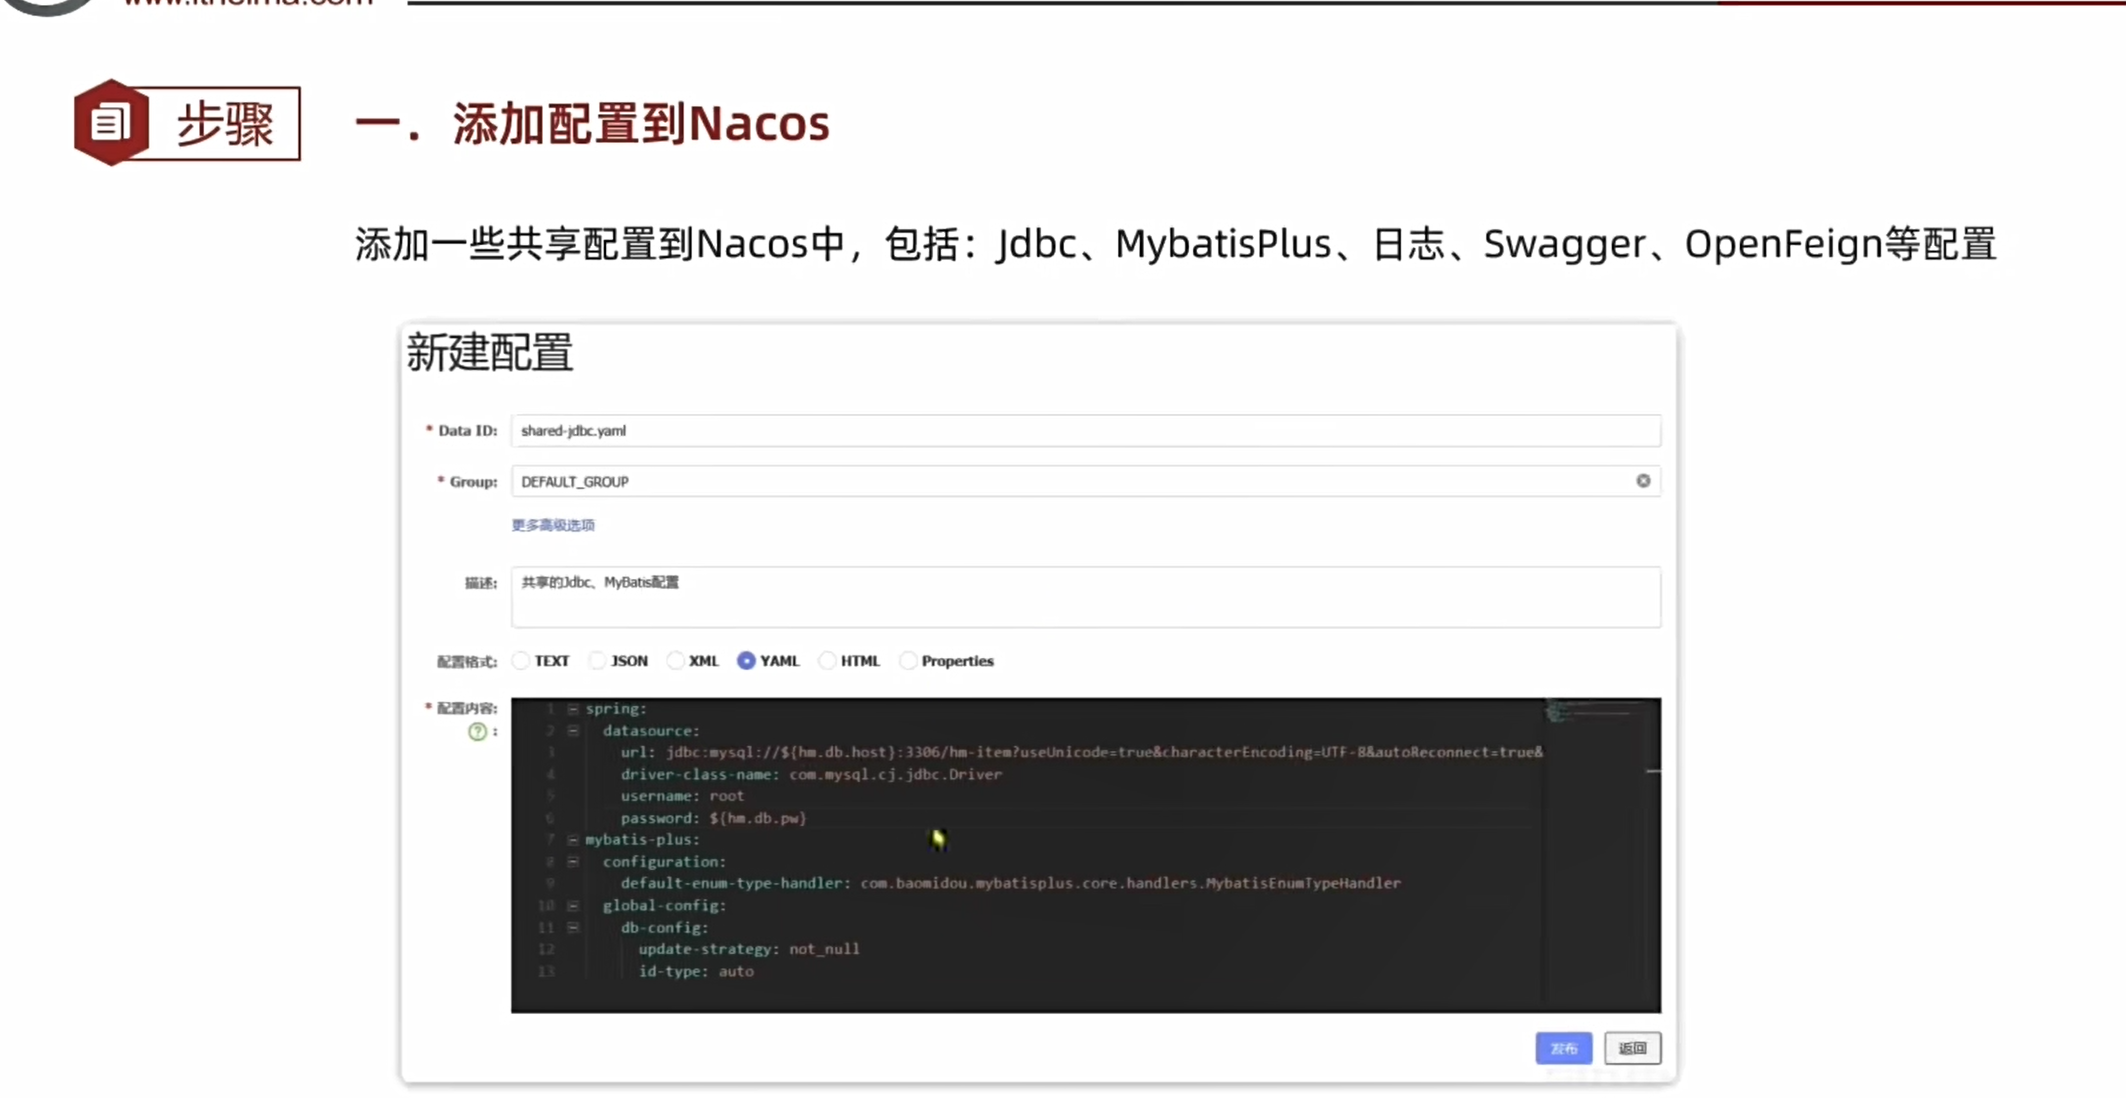 www.itheima.com
步骤
一. 添加配置到Nacos
添加一些共享配置到Nacos中，包括：Jdbc、MybatisPlus、日志、Swagger、OpenFeign等配置
新建配置
* Data ID: shared-jdbc.yaml
* Group: DEFAULT_GROUP
更多高级选项
描述: 共享的Jdbc、MyBatis配置
配置格式: TEXT JSON XML YAML HTML Properties
* 配置内容: ? :
1 spring:
2 datasource:
3 url: jdbc:mysql://${hm.db.host}:3306/hm-item?useUnicode=true&characterEncoding=UTF-8&autoReconnect=true&
4 driver-class-name: com.mysql.cj.jdbc.Driver
5 username: root
6 password: ${hm.db.pw}
7 mybatis-plus:
8 configuration:
9 default-enum-type-handler: com.baomidou.mybatisplus.core.handlers.MybatisEnumTypeHandler
10 global-config:
11 db-config:
12 update-strategy: not_null
13 id-type: auto
发布 返回